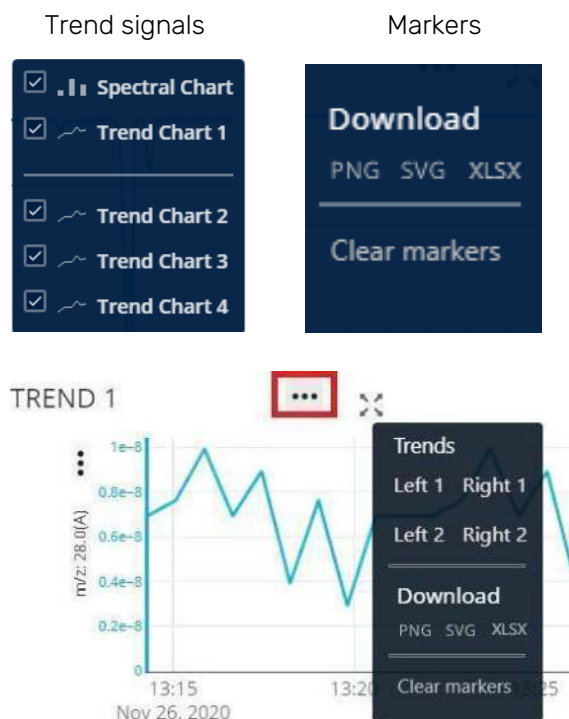 Trend signals
Markers
Spectral Chart
Trend Chart 1
Trend Chart 2
Trend Chart 3
Trend Chart 4
Download
PNG SVG XLSX
Clear markers
TREND 1
m/z: 28.0(A)
1e-8
0.8e-8
0.6e-8
0.4e-8
0.2e-8
0
13:15
13:20
:25
Nov 26, 2020
Trends
Left 1 Right 1
Left 2 Right 2
Download
PNG SVG XLSX
Clear markers